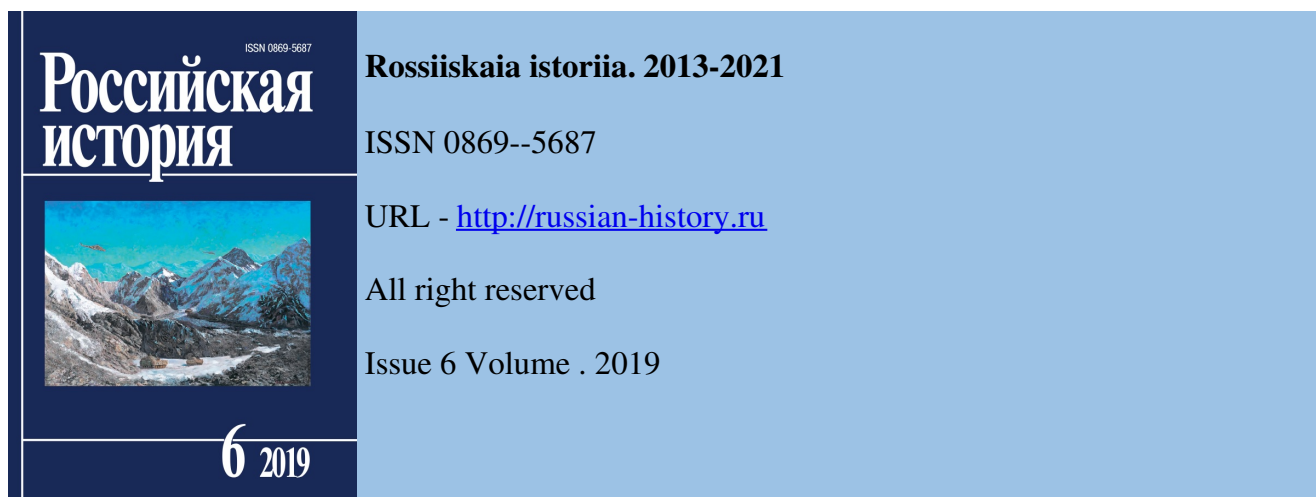 ISSN 0869-5687
Российская
история
6 2019
Rossiiskaia istoriia. 2013-2021
ISSN 0869--5687
URL - http://russian-history.ru
All right reserved
Issue 6 Volume . 2019